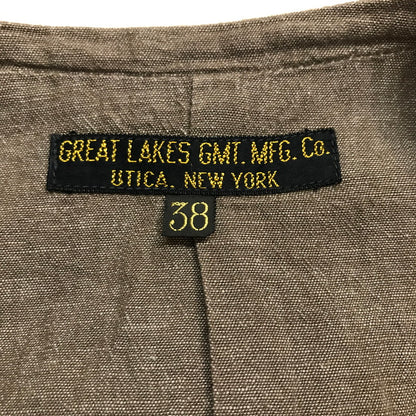 GREAT LAKES GMT. MFG. Co.
UTICA, NEW YORK
38